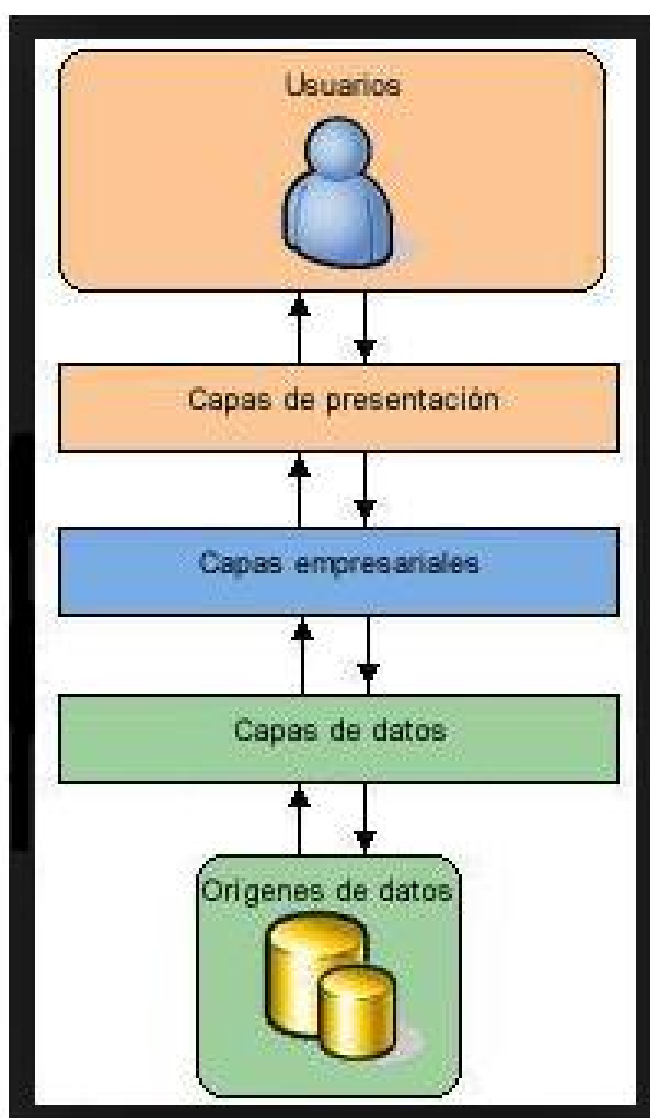 Usuarios
Capas de presentación
Capas empresariales
Capas de datos
Orígenes de datos